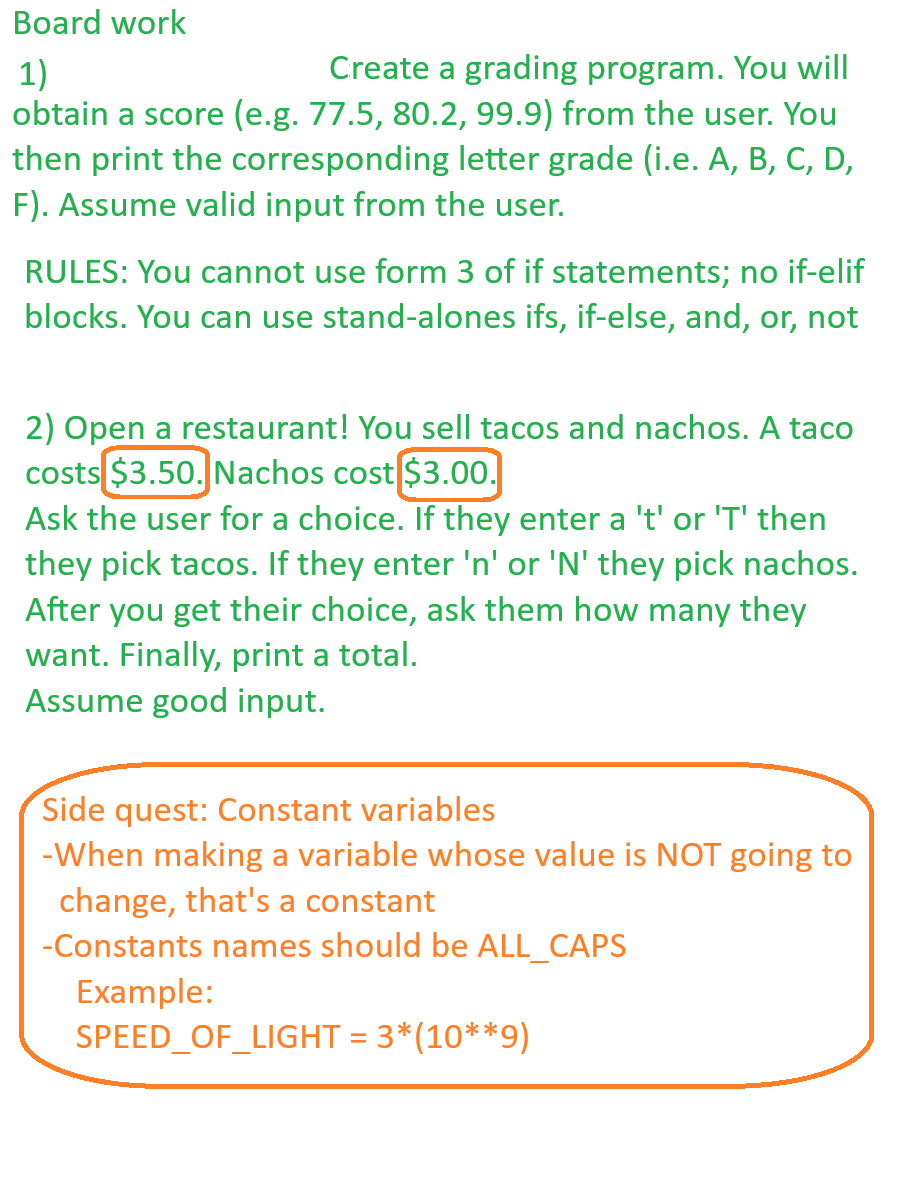 Board work
1) Create a grading program. You will
obtain a score (e.g. 77.5, 80.2, 99.9) from the user. You
then print the corresponding letter grade (i.e. A, B, C, D,
F). Assume valid input from the user.
RULES: You cannot use form 3 of if statements; no if-elif
blocks. You can use stand-alones ifs, if-else, and, or, not
2) Open a restaurant! You sell tacos and nachos. A taco
costs $3.50. Nachos cost $3.00.
Ask the user for a choice. If they enter a 't' or 'T' then
they pick tacos. If they enter 'n' or 'N' they pick nachos.
After you get their choice, ask them how many they
want. Finally, print a total.
Assume good input.
Side quest: Constant variables
-When making a variable whose value is NOT going to
change, that's a constant
-Constants names should be ALL_CAPS
Example:
SPEED_OF_LIGHT = 3*(10**9)